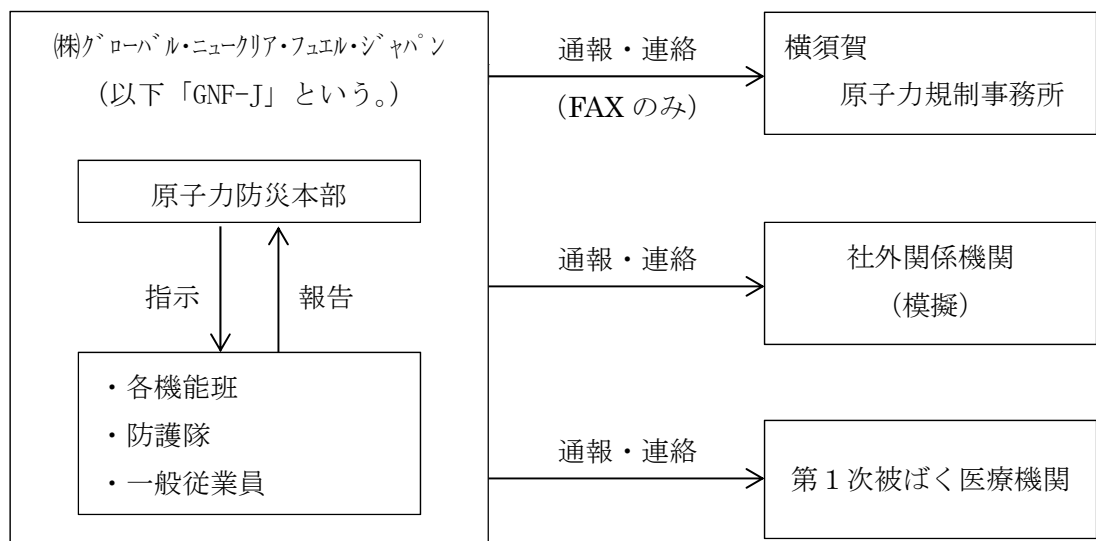 ㈱ｸﾞﾛｰﾊﾞﾙ・ﾆｭｰｸﾘｱ・ﾌｭｴﾙ・ｼﾞｬﾊﾟﾝ
（以下「GNF-J」という。）
原子力防災本部
指示
報告
・各機能班
・防護隊
・一般従業員
通報・連絡
（FAX のみ）
横須賀
原子力規制事務所
通報・連絡
社外関係機関
（模擬）
通報・連絡
第１次被ばく医療機関